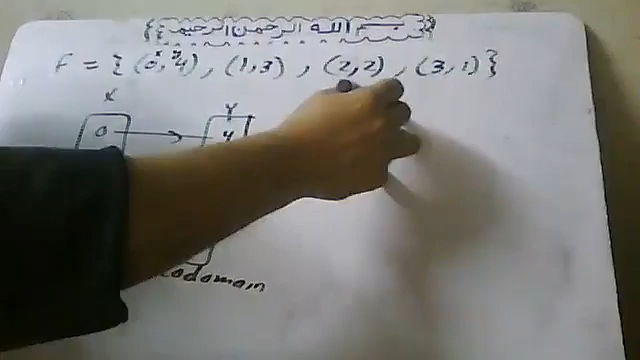 بسم الله الرحمن الرحيم
F = { (0,4) , (1,3) , (2,2) , (3,1) }
x y
X
Y
0 4
codomain